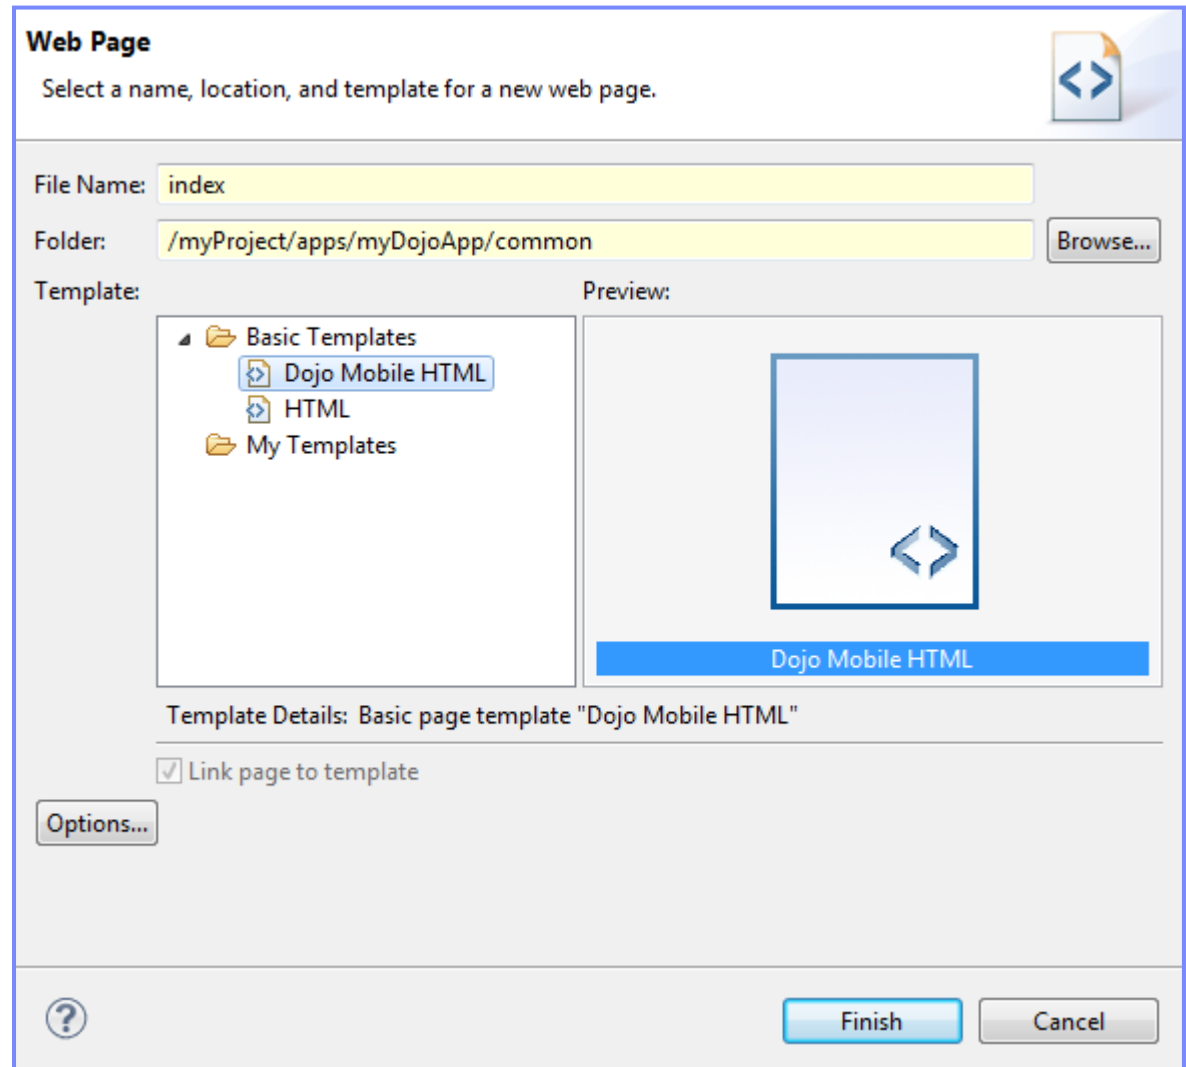 Web Page
Select a name, location, and template for a new web page.
File Name: index
Folder: /myProject/apps/myDojoApp/common Browse...
Template: Preview:
Basic Templates
Dojo Mobile HTML
HTML
My Templates
Dojo Mobile HTML
Template Details: Basic page template "Dojo Mobile HTML"
Link page to template
Options...
Finish Cancel